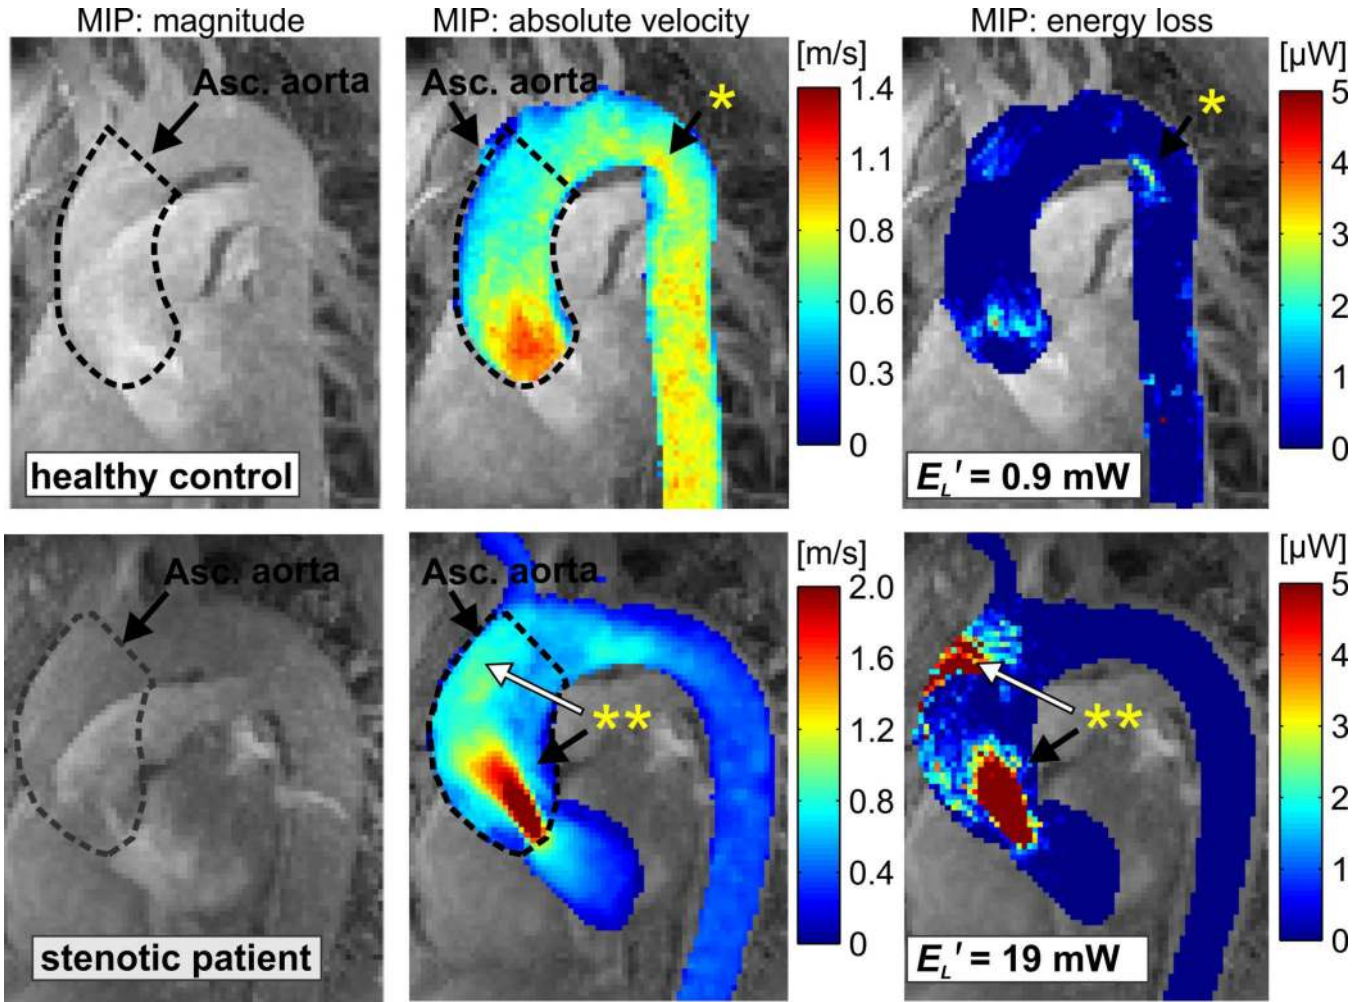 MIP: magnitude
MIP: absolute velocity
MIP: energy loss
[m/s]
[µW]
Asc. aorta
Asc. aorta
*
*
1.4
1.1
0.8
0.6
0.3
0
5
4
3
2
1
0
healthy control
E_L' = 0.9 mW
[m/s]
[µW]
Asc. aorta
Asc. aorta
**
**
2.0
1.6
1.2
0.8
0.4
0
5
4
3
2
1
0
stenotic patient
E_L' = 19 mW